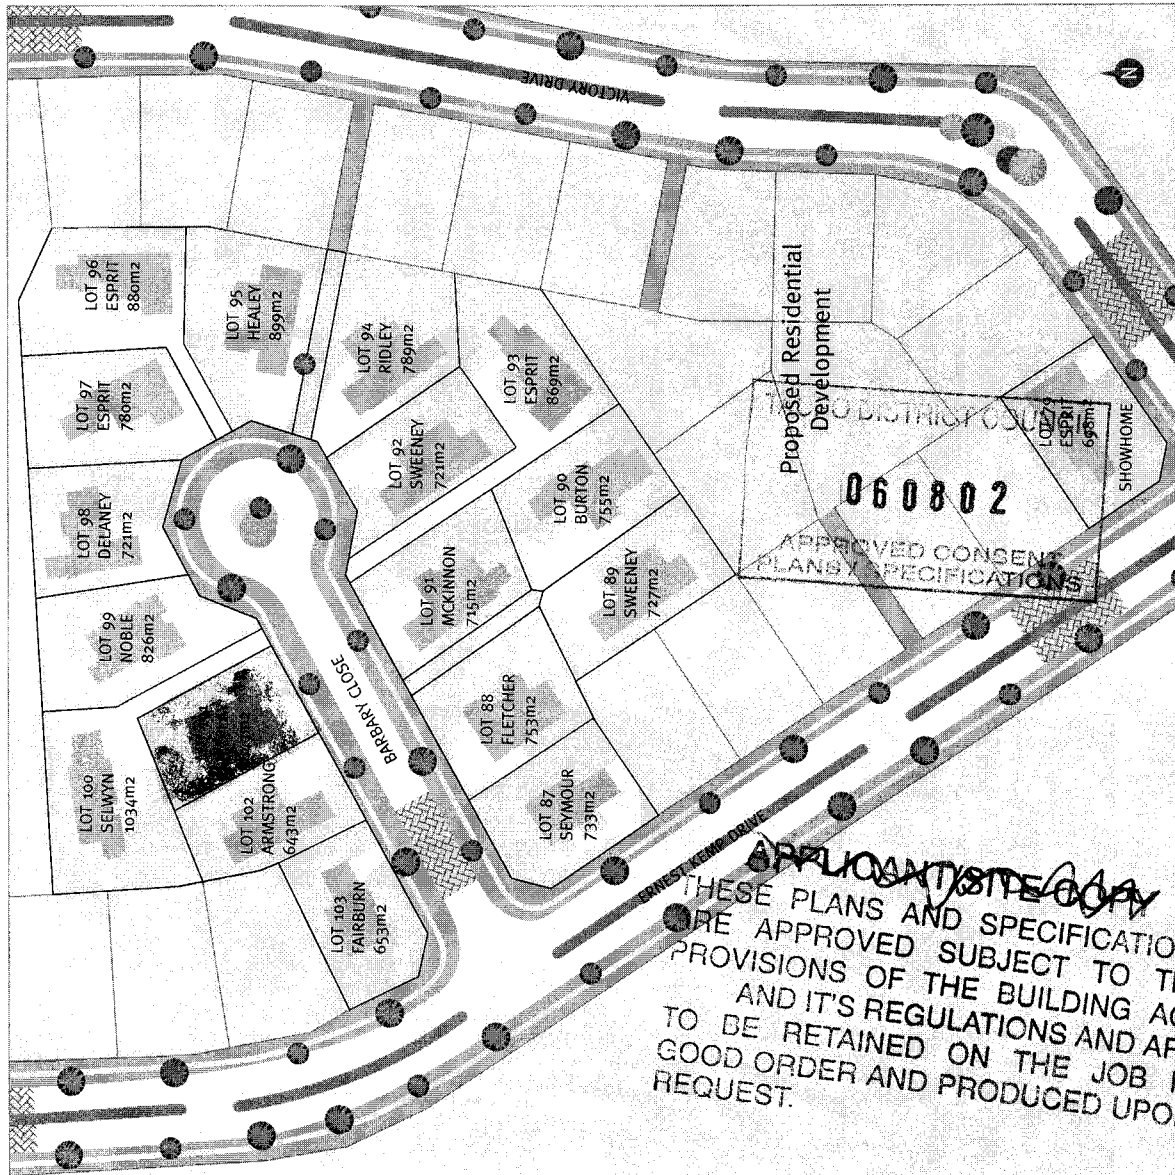 VICTORY DRIVE
N
LOT 96
ESPRIT
880m2
LOT 95
HEALEY
899m2
LOT 97
ESPRIT
780m2
LOT 94
RIDLEY
789m2
LOT 93
ESPRIT
869m2
LOT 92
SWEENEY
721m2
LOT 98
DELANEY
721m2
LOT 90
BURTON
755m2
LOT 91
MCKINNON
715m2
LOT 89
SWEENEY
727m2
LOT 99
NOBLE
826m2
LOT 88
FLETCHER
753m2
BARBARY CLOSE
LOT 100
SELWYN
1034m2
LOT 102
ARMSTRONG
643m2
LOT 87
SEYMOUR
733m2
LOT 103
FAIRBURN
653m2
ERNEST KEMP DRIVE
Proposed Residential
Development
ESPRIT
698m2
SHOWHOME
DISTRICT COUNCIL
060802
APPROVED CONSENT
PLANS / SPECIFICATIONS
APPLICANT/SITE COPY
THESE PLANS AND SPECIFICATIO
ARE APPROVED SUBJECT TO T
PROVISIONS OF THE BUILDING AC
AND IT'S REGULATIONS AND AR
TO BE RETAINED ON THE JOB
GOOD ORDER AND PRODUCED UPO
REQUEST.